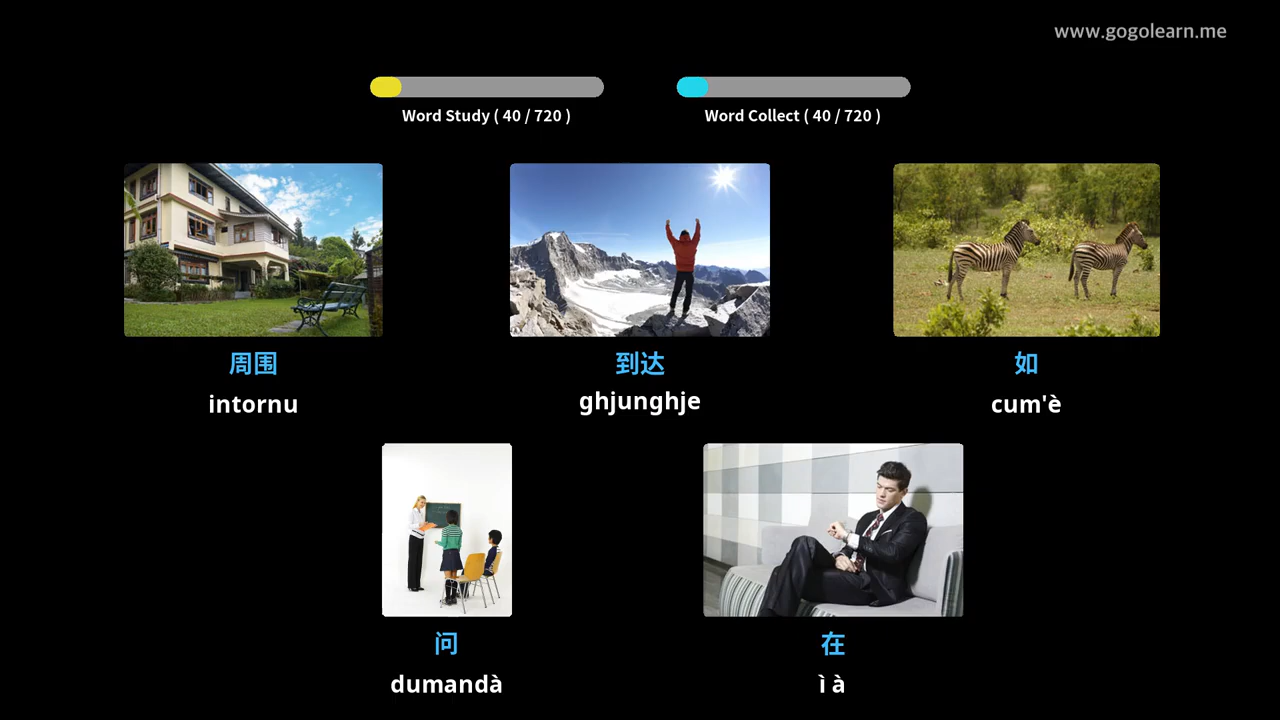 www.gogolearn.me
Word Study ( 40 / 720 )
Word Collect ( 40 / 720 )
周围
intornu
到达
ghjunghje
如
cum'è
问
dumandà
在
ì à